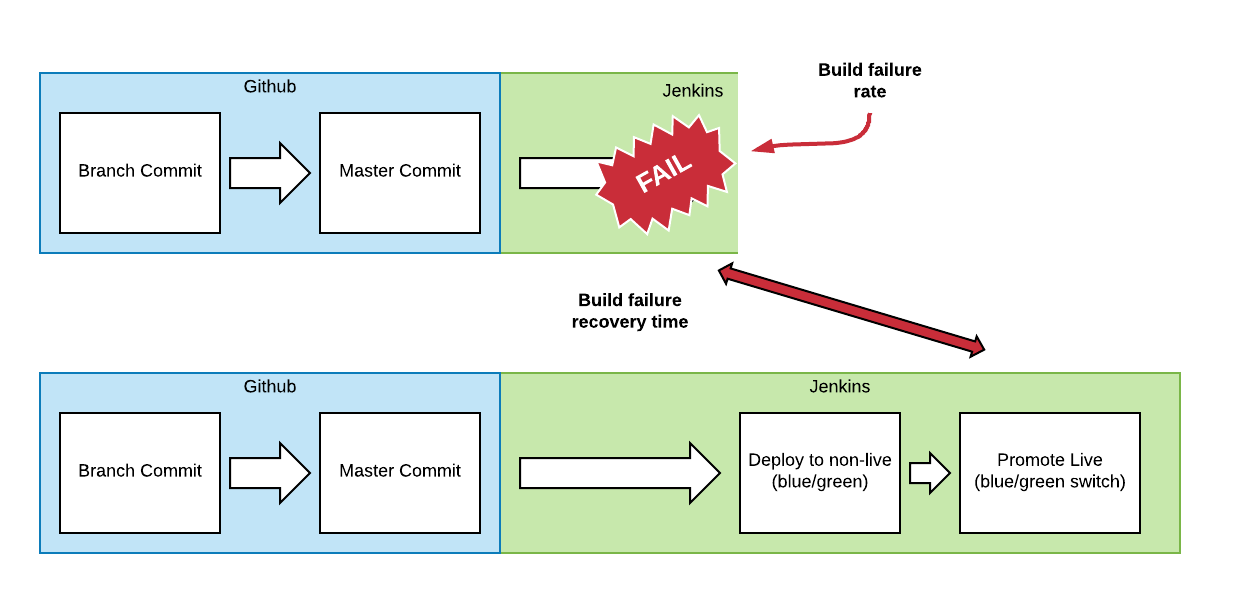 Github
Jenkins
Build failure
rate
Branch Commit
Master Commit
FAIL
Build failure
recovery time
Github
Jenkins
Branch Commit
Master Commit
Deploy to non-live
(blue/green)
Promote Live
(blue/green switch)